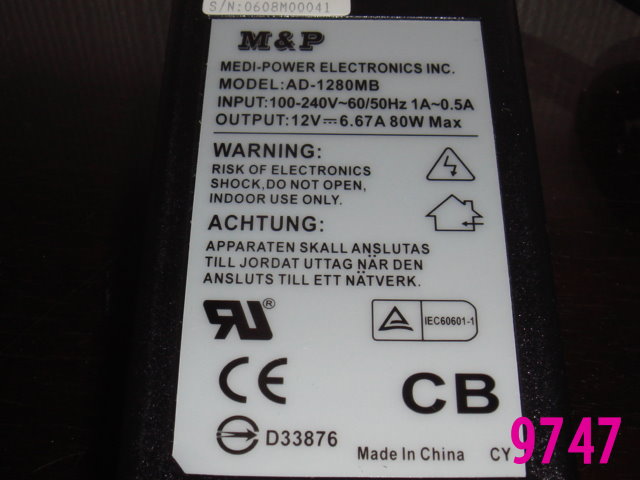 S/N:0608M00041
M&P
MEDI-POWER ELECTRONICS INC.
MODEL:AD-1280MB
INPUT:100-240V~60/50Hz 1A~0.5A
OUTPUT:12V⎓6.67A 80W Max
WARNING:
RISK OF ELECTRONICS
SHOCK,DO NOT OPEN,
INDOOR USE ONLY.
ACHTUNG:
APPARATEN SKALL ANSLUTAS
TILL JORDAT UTTAG NÄR DEN
ANSLUTS TILL ETT NÄTVERK.
IEC60601-1
CE
CB
D33876
Made In China CY
9747